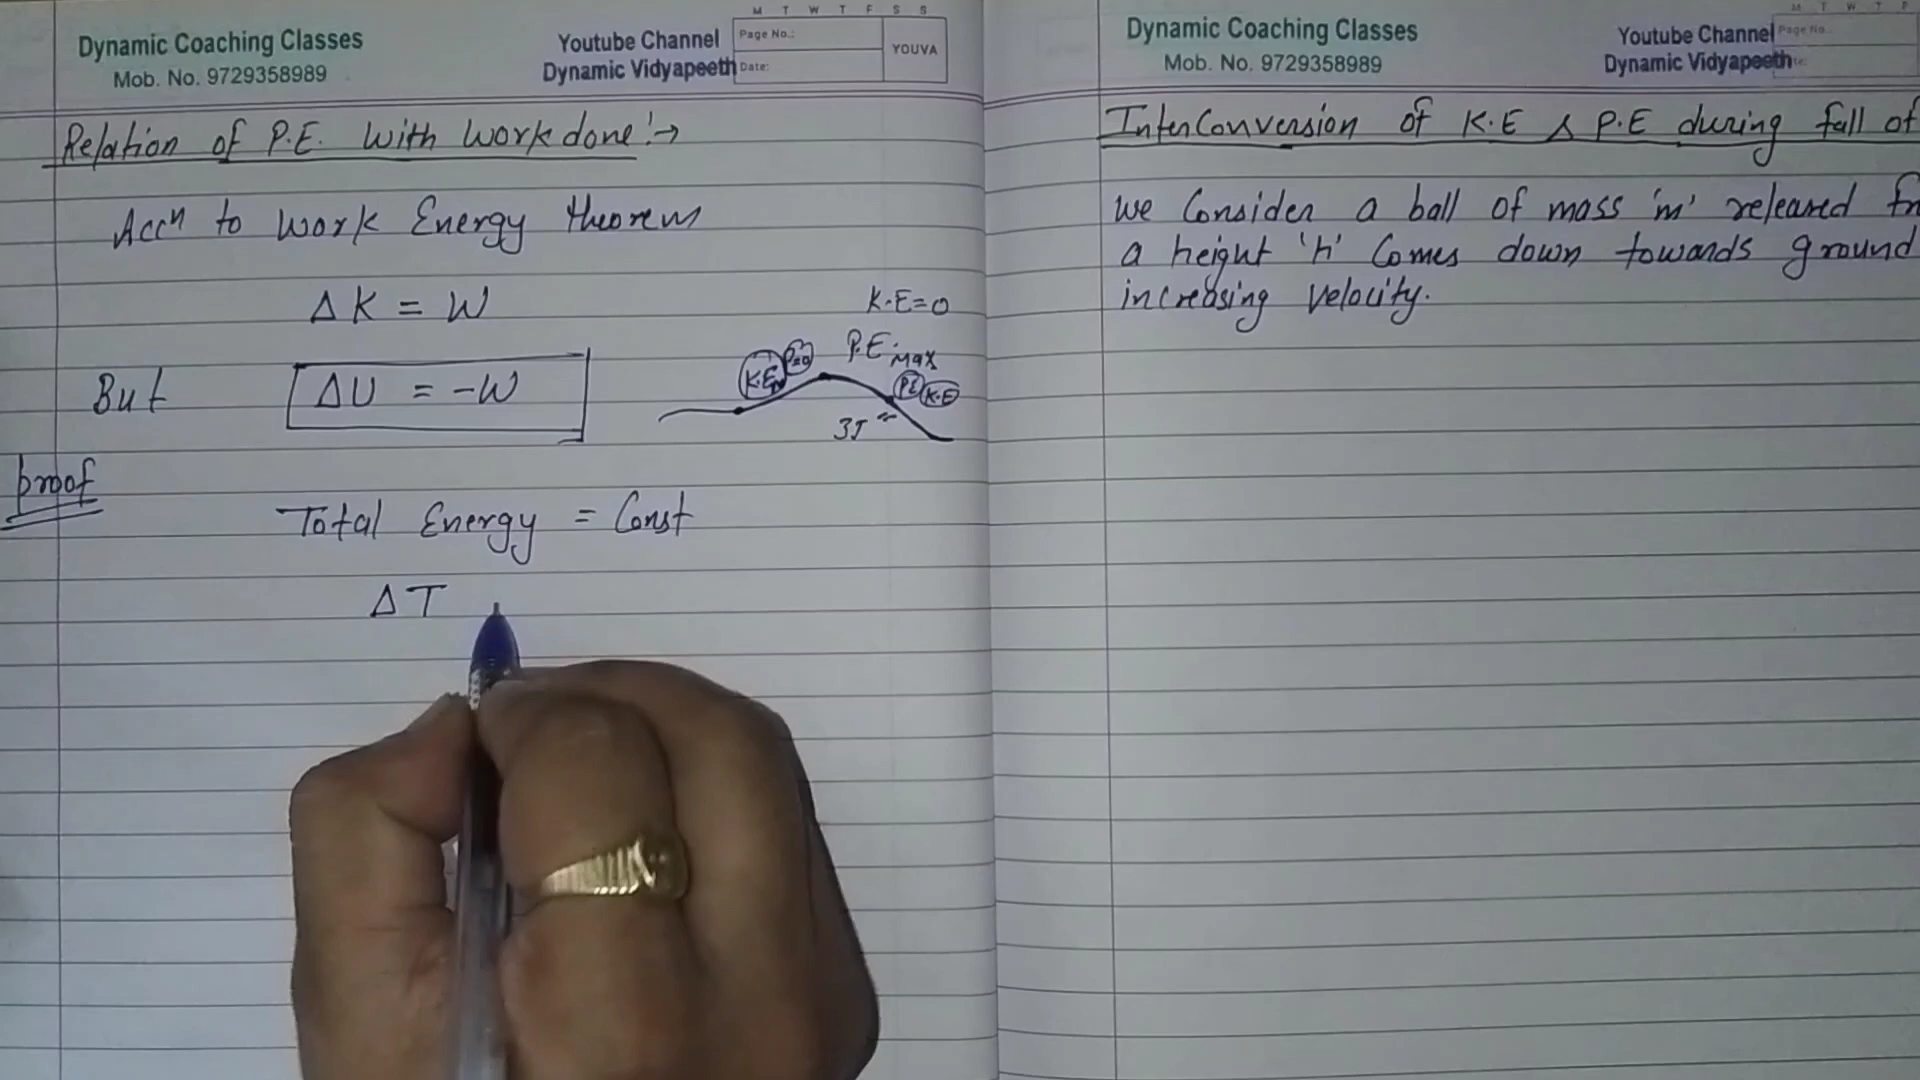 M T W T F S S
Dynamic Coaching Classes
Mob. No. 9729358989
Youtube Channel
Dynamic Vidyapeeth
Page No.:
Date:
YOUVA
Relation of P.E. with work done :→
Accⁿ to Work Energy theorem
ΔK = W
But ΔU = -W
K.E=0
P.E. Max
K.E
P=0
P.E
K.E
3J
proof
Total Energy = Const
ΔT
M T W T F
Dynamic Coaching Classes
Mob. No. 9729358989
Youtube Channel
Dynamic Vidyapeeth
Page No.
InterConversion of K.E & P.E during fall of
we Consider a ball of mass 'm' released
a height 'h' Comes down towards ground
increasing velocity.